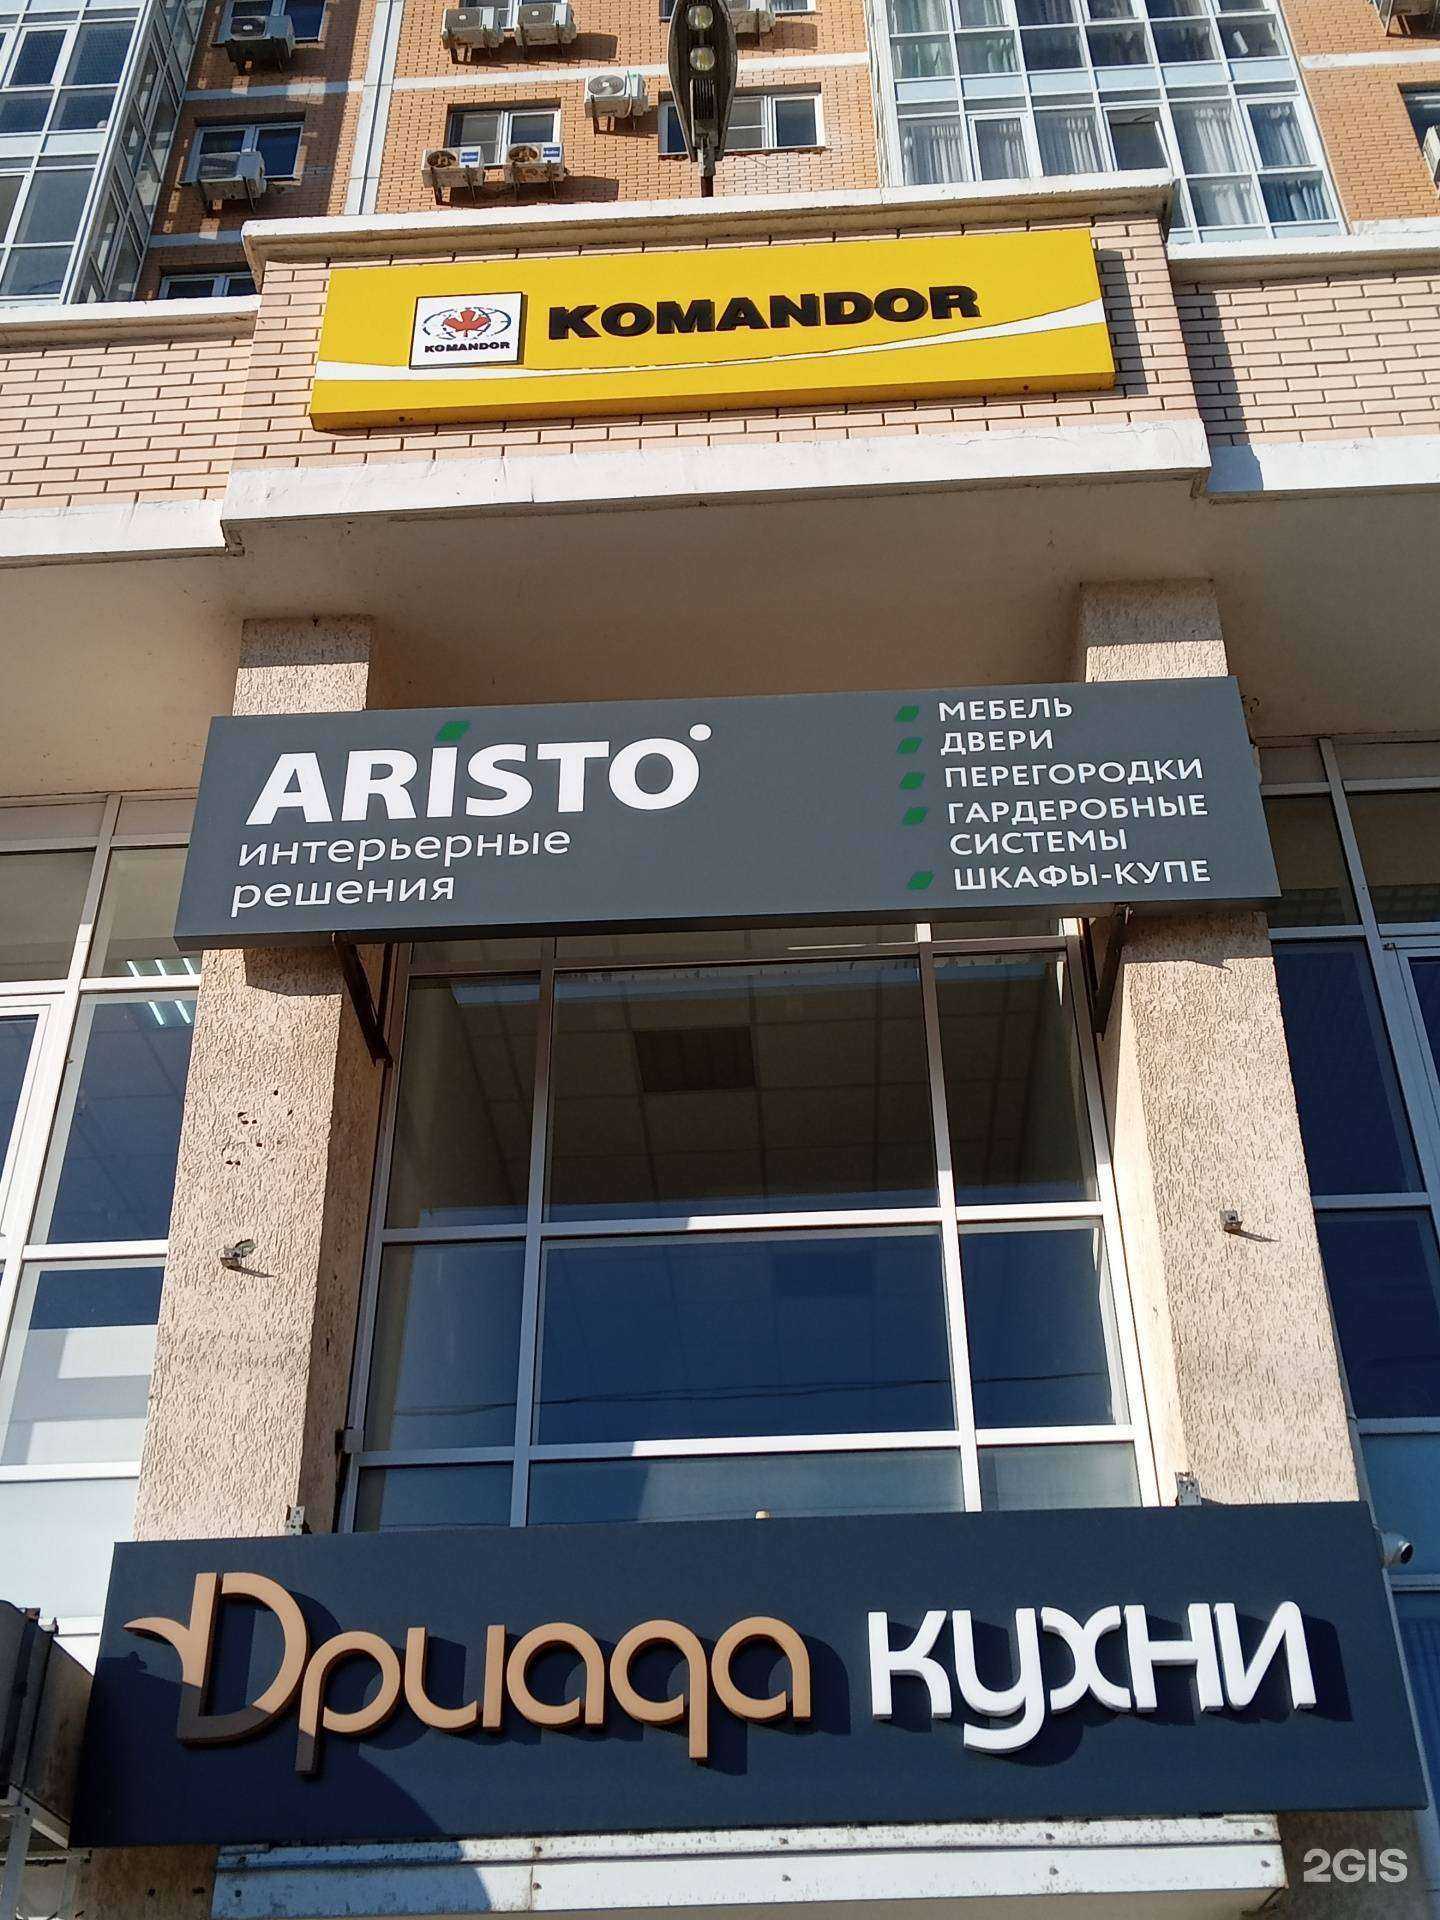 KOMANDOR
KOMANDOR
ARISTO
интерьерные
решения
МЕБЕЛЬ
ДВЕРИ
ПЕРЕГОРОДКИ
ГАРДЕРОБНЫЕ
СИСТЕМЫ
ШКАФЫ-КУПЕ
Дриада кухни
2GIS